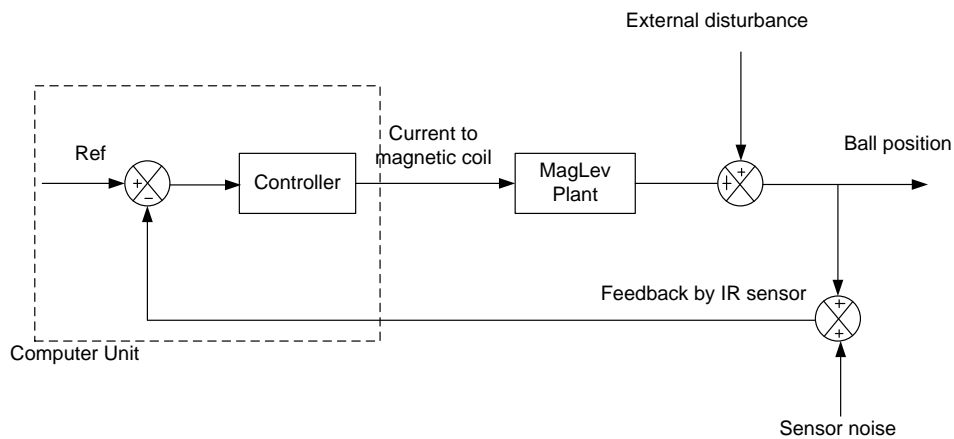 External disturbance
Ref
Controller
Current to
magnetic coil
MagLev
Plant
Ball position
+
−
+
+
Feedback by IR sensor
+
+
Computer Unit
Sensor noise